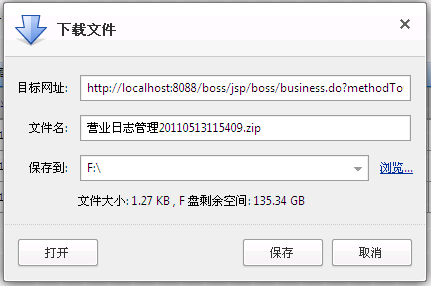 下载文件
目标网址: http://localhost:8088/boss/jsp/boss/business.do?methodTo
文件名: 营业日志管理20110513115409.zip
保存到: F:\ 浏览...
文件大小: 1.27 KB , F 盘剩余空间: 135.34 GB
打开 保存 取消